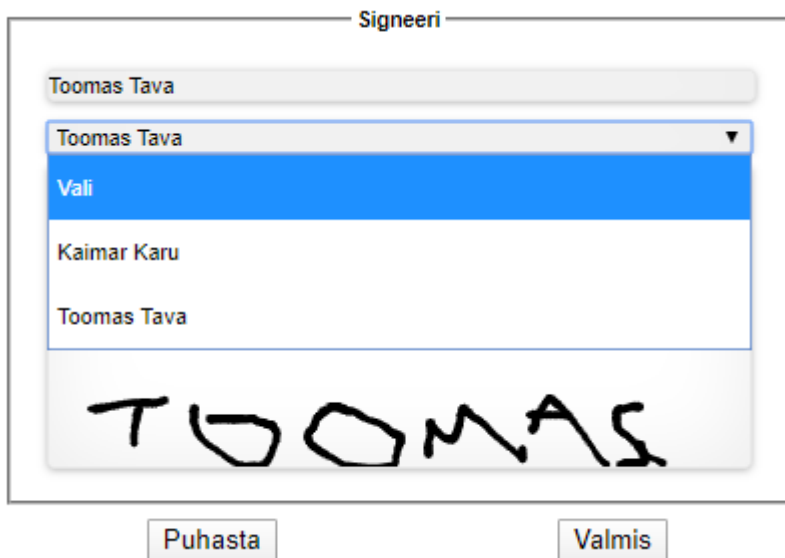 Signeeri
Toomas Tava
Toomas Tava
Vali
Kaimar Karu
Toomas Tava
TOOMAS
Puhasta Valmis